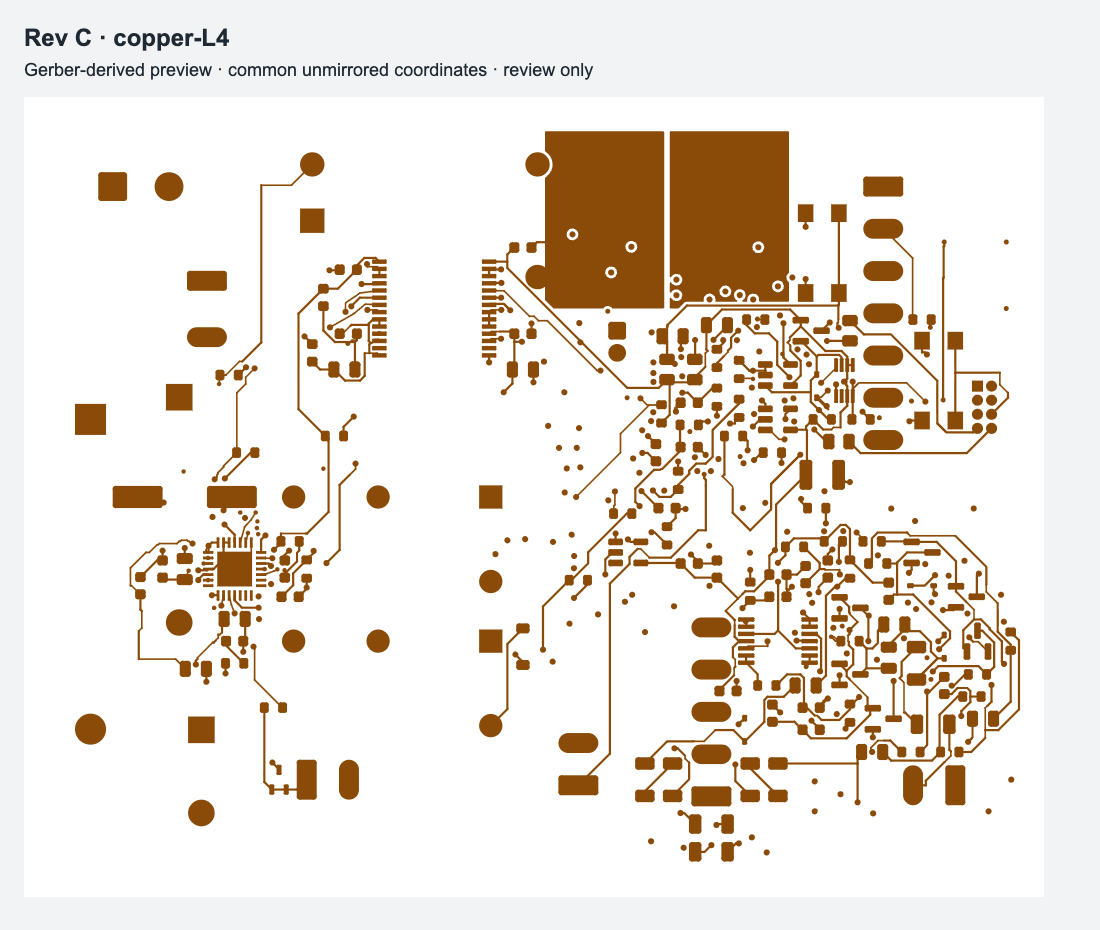 Rev C · copper-L4
Gerber-derived preview · common unmirrored coordinates · review only